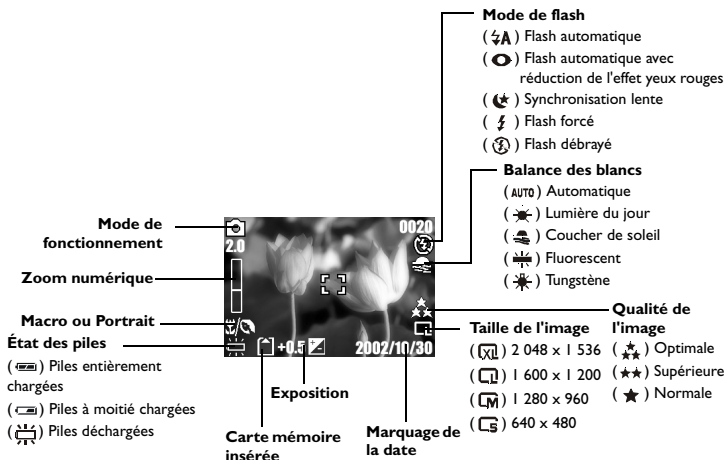 Mode de flash
( A ) Flash automatique
( ) Flash automatique avec
réduction de l'effet yeux rouges
( ) Synchronisation lente
( ) Flash forcé
( ) Flash débrayé
Balance des blancs
( AUTO ) Automatique
( ) Lumière du jour
( ) Coucher de soleil
( ) Fluorescent
( ) Tungstène
Mode de
fonctionnement
Zoom numérique
Macro ou Portrait
État des piles
( ) Piles entièrement
chargées
( ) Piles à moitié chargées
( ) Piles déchargées
0020
2.0
+0.5
2002/10/30
Exposition
Carte mémoire
insérée
Marquage de
la date
Taille de l'image
( XL ) 2 048 x 1 536
( L ) 1 600 x 1 200
( M ) 1 280 x 960
( S ) 640 x 480
Qualité de
l'image
( ) Optimale
( ) Supérieure
( ) Normale